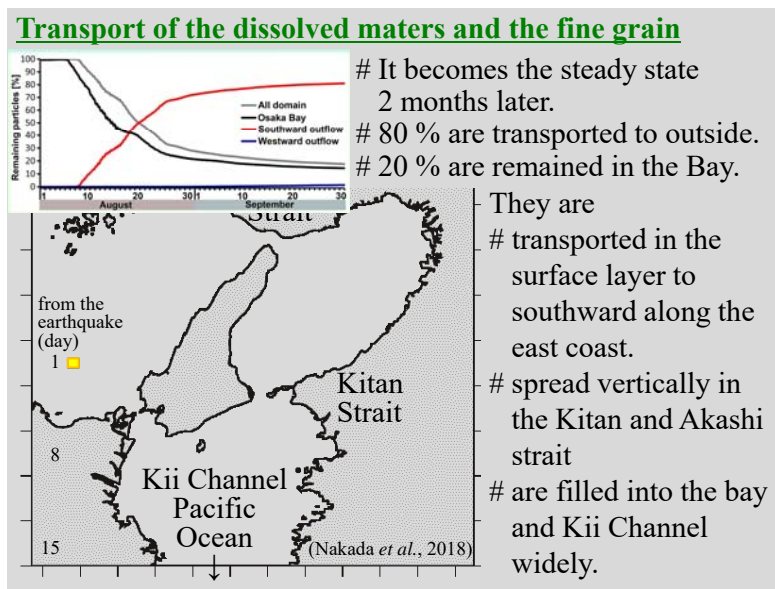 Transport of the dissolved maters and the fine grain
Remaining particles [%]
100
90
80
70
60
50
40
30
20
10
0
All domain
Osaka Bay
Southward outflow
Westward outflow
1 10 20 30 1 10 20 30
August September
# It becomes the steady state
2 months later.
# 80 % are transported to outside.
# 20 % are remained in the Bay.
They are
# transported in the
surface layer to
southward along the
east coast.
# spread vertically in
the Kitan and Akashi
strait
# are filled into the bay
and Kii Channel
widely.
Strait
from the
earthquake
(day)
1
8
15
Kitan
Strait
Kii Channel
Pacific
Ocean
(Nakada et al., 2018)